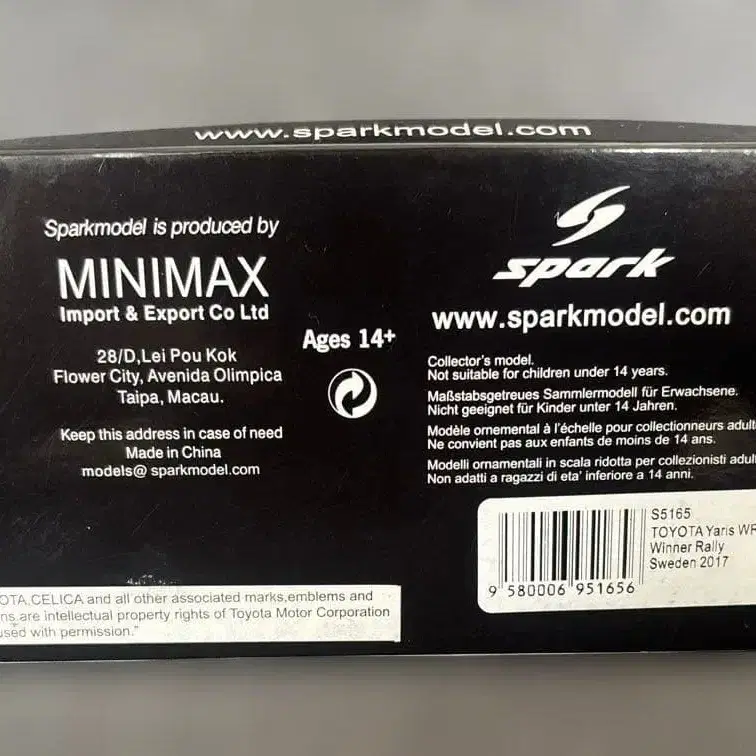 www.sparkmodel.com
Sparkmodel is produced by
MINIMAX
Import & Export Co Ltd
28/D,Lei Pou Kok
Flower City, Avenida Olimpica
Taipa, Macau.
Keep this address in case of need
Made in China
models@ sparkmodel.com
Ages 14+
spark
www.sparkmodel.com
Collector's model.
Not suitable for children under 14 years.
Maßstabsgetreues Sammlermodell für Erwachsene.
Nicht geeignet für Kinder unter 14 Jahren.
Modèle ornemental à l'échelle pour collectionneurs
Ne convient pas aux enfants de moins de 14 ans.
Modelli ornamentali in scala ridotta per collezionisti
Non adatti a ragazzi di eta' inferiore a 14 anni.
S5165
TOYOTA Yaris
Winner Rally
Sweden 2017
9 580006 951656
CELICA and all other associated marks,emblems and
are intellectual property rights of Toyota Motor Corporation
with permission."